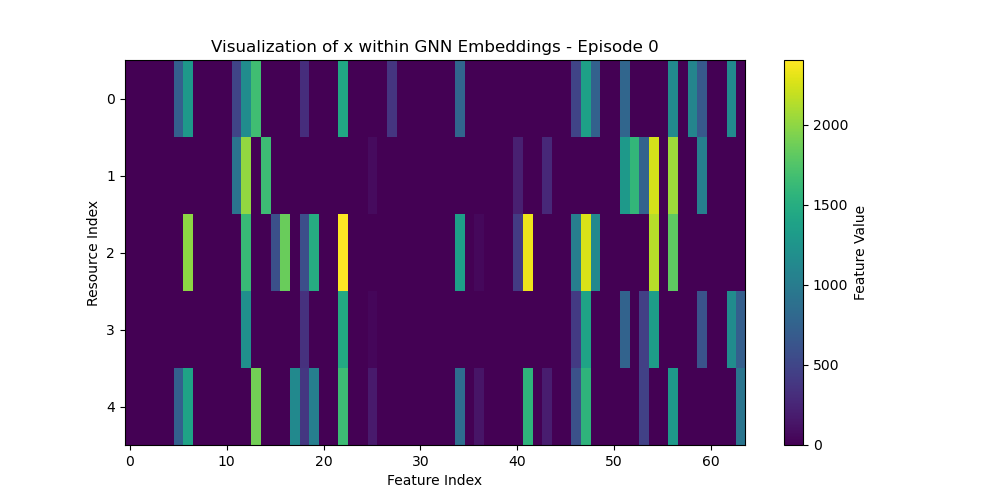 Visualization of x within GNN Embeddings - Episode 0
Resource Index
0
1
2
3
4
0 10 20 30 40 50 60
Feature Index
2000
1500
1000
500
0
Feature Value